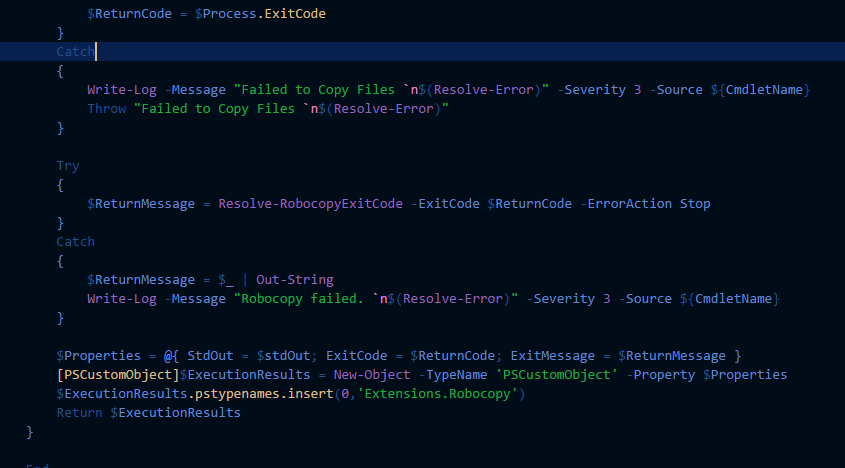 $ReturnCode = $Process.ExitCode
}
Catch
{
Write-Log -Message "Failed to Copy Files `n$(Resolve-Error)" -Severity 3 -Source ${CmdletName}
Throw "Failed to Copy Files `n$(Resolve-Error)"
}
Try
{
$ReturnMessage = Resolve-RobocopyExitCode -ExitCode $ReturnCode -ErrorAction Stop
}
Catch
{
$ReturnMessage = $_ | Out-String
Write-Log -Message "Robocopy failed. `n$(Resolve-Error)" -Severity 3 -Source ${CmdletName}
}
$Properties = @{ StdOut = $stdOut; ExitCode = $ReturnCode; ExitMessage = $ReturnMessage }
[PSCustomObject]$ExecutionResults = New-Object -TypeName 'PSCustomObject' -Property $Properties
$ExecutionResults.pstypenames.insert(0,'Extensions.Robocopy')
Return $ExecutionResults
}
End